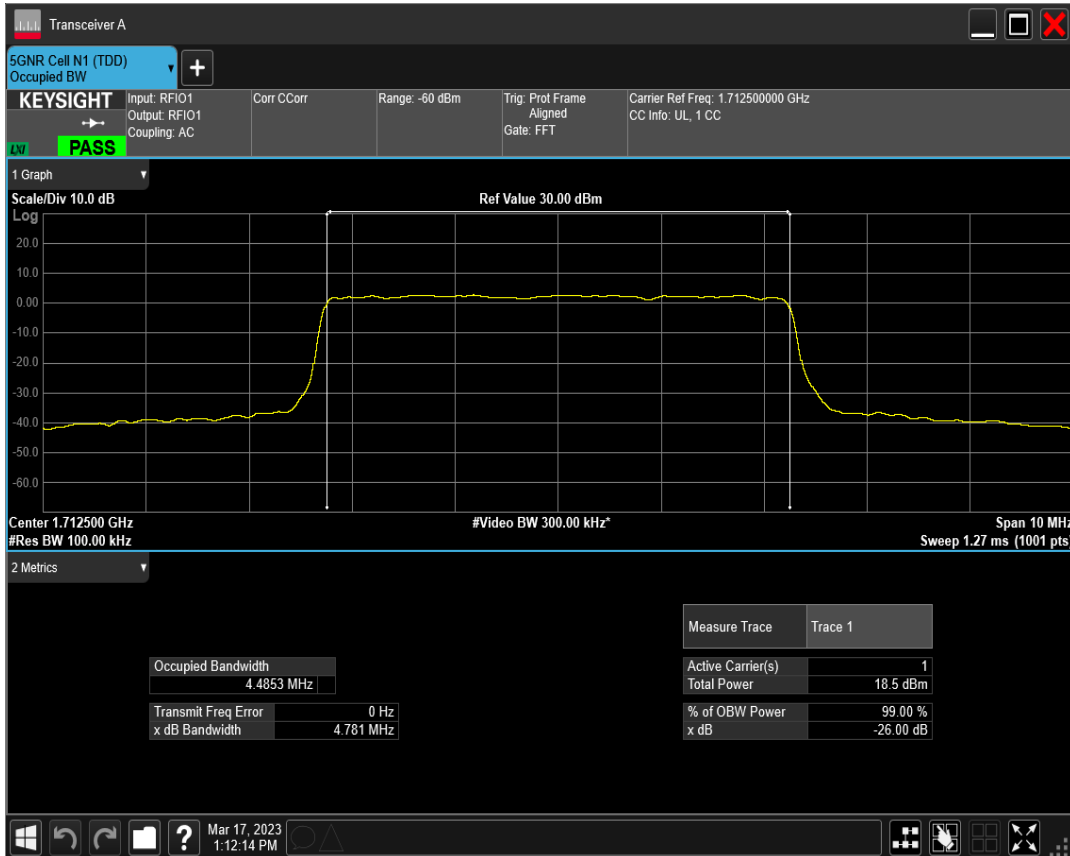 Transceiver A
5GNR Cell N1 (TDD)
Occupied BW
+
KEYSIGHT
LXI
PASS
Input: RFIO1
Output: RFIO1
Coupling: AC
Corr CCorr
Range: -60 dBm
Trig: Prot Frame
Aligned
Gate: FFT
Carrier Ref Freq: 1.712500000 GHz
CC Info: UL, 1 CC
1 Graph
Scale/Div 10.0 dB
Ref Value 30.00 dBm
Log
20.0
10.0
0.00
-10.0
-20.0
-30.0
-40.0
-50.0
-60.0
Center 1.712500 GHz
#Video BW 300.00 kHz*
Span 10 MHz
#Res BW 100.00 kHz
Sweep 1.27 ms (1001 pts)
2 Metrics
Measure Trace Trace 1
Occupied Bandwidth
4.4853 MHz
Active Carrier(s) 1
Total Power 18.5 dBm
Transmit Freq Error 0 Hz
x dB Bandwidth 4.781 MHz
% of OBW Power 99.00 %
x dB -26.00 dB
?
Mar 17, 2023
1:12:14 PM